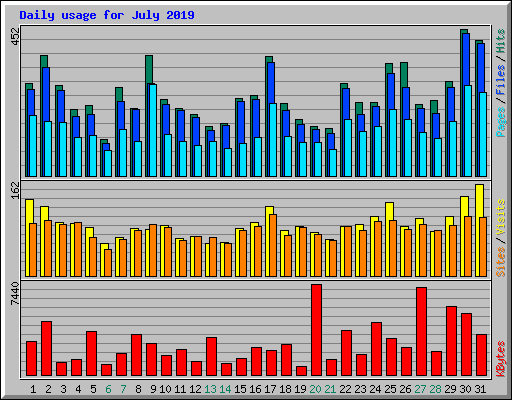 Daily usage for July 2019
452
Pages / Files / Hits
162
Sites / Visits
7440
KBytes
1 2 3 4 5 6 7 8 9 10 11 12 13 14 15 16 17 18 19 20 21 22 23 24 25 26 27 28 29 30 31